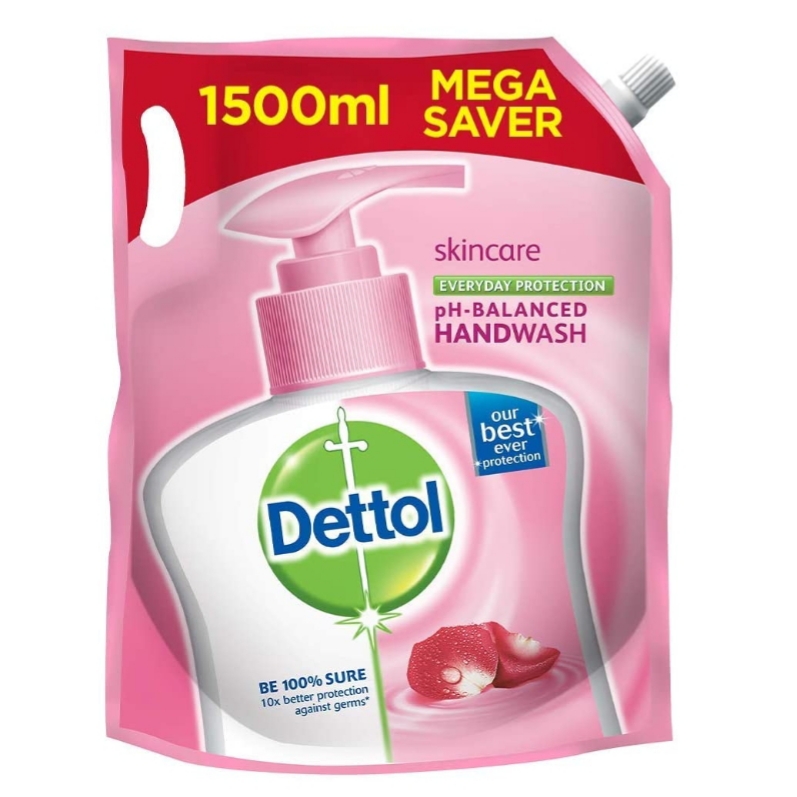 1500ml
MEGA
SAVER
skincare
EVERYDAY PROTECTION
pH-BALANCED
HANDWASH
our
best
ever
protection
Dettol
BE 100% SURE
10x better protection
against germs*